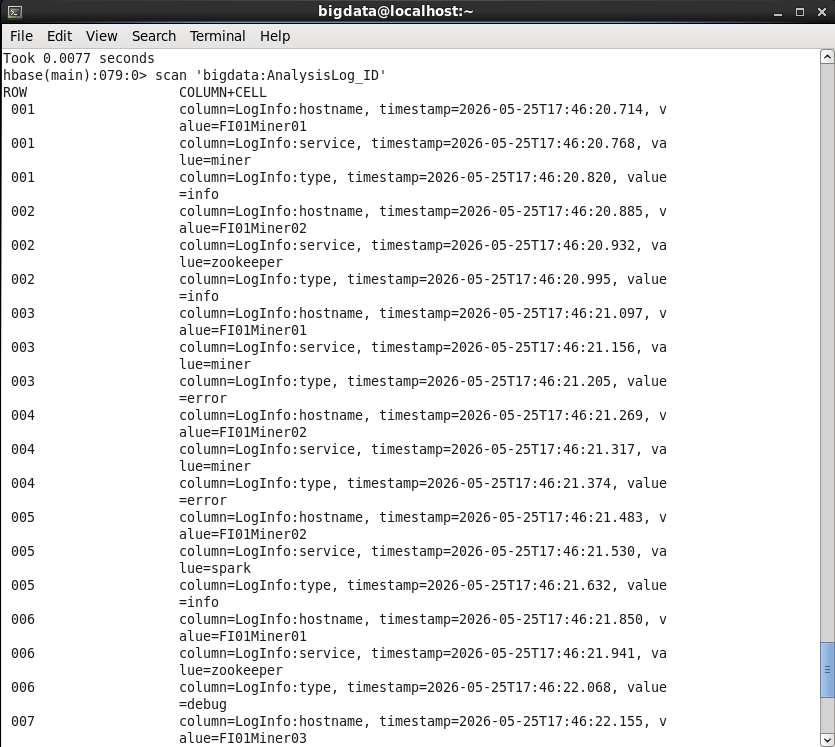 bigdata@localhost:~
File Edit View Search Terminal Help
Took 0.0077 seconds
hbase(main):079:0> scan 'bigdata:AnalysisLog_ID'
ROW                   COLUMN+CELL
 001                  column=LogInfo:hostname, timestamp=2026-05-25T17:46:20.714, v
                      alue=FI01Miner01
 001                  column=LogInfo:service, timestamp=2026-05-25T17:46:20.768, va
                      lue=miner
 001                  column=LogInfo:type, timestamp=2026-05-25T17:46:20.820, value
                      =info
 002                  column=LogInfo:hostname, timestamp=2026-05-25T17:46:20.885, v
                      alue=FI01Miner02
 002                  column=LogInfo:service, timestamp=2026-05-25T17:46:20.932, va
                      lue=zookeeper
 002                  column=LogInfo:type, timestamp=2026-05-25T17:46:20.995, value
                      =info
 003                  column=LogInfo:hostname, timestamp=2026-05-25T17:46:21.097, v
                      alue=FI01Miner01
 003                  column=LogInfo:service, timestamp=2026-05-25T17:46:21.156, va
                      lue=miner
 003                  column=LogInfo:type, timestamp=2026-05-25T17:46:21.205, value
                      =error
 004                  column=LogInfo:hostname, timestamp=2026-05-25T17:46:21.269, v
                      alue=FI01Miner02
 004                  column=LogInfo:service, timestamp=2026-05-25T17:46:21.317, va
                      lue=miner
 004                  column=LogInfo:type, timestamp=2026-05-25T17:46:21.374, value
                      =error
 005                  column=LogInfo:hostname, timestamp=2026-05-25T17:46:21.483, v
                      alue=FI01Miner02
 005                  column=LogInfo:service, timestamp=2026-05-25T17:46:21.530, va
                      lue=spark
 005                  column=LogInfo:type, timestamp=2026-05-25T17:46:21.632, value
                      =info
 006                  column=LogInfo:hostname, timestamp=2026-05-25T17:46:21.850, v
                      alue=FI01Miner01
 006                  column=LogInfo:service, timestamp=2026-05-25T17:46:21.941, va
                      lue=zookeeper
 006                  column=LogInfo:type, timestamp=2026-05-25T17:46:22.068, value
                      =debug
 007                  column=LogInfo:hostname, timestamp=2026-05-25T17:46:22.155, v
                      alue=FI01Miner03